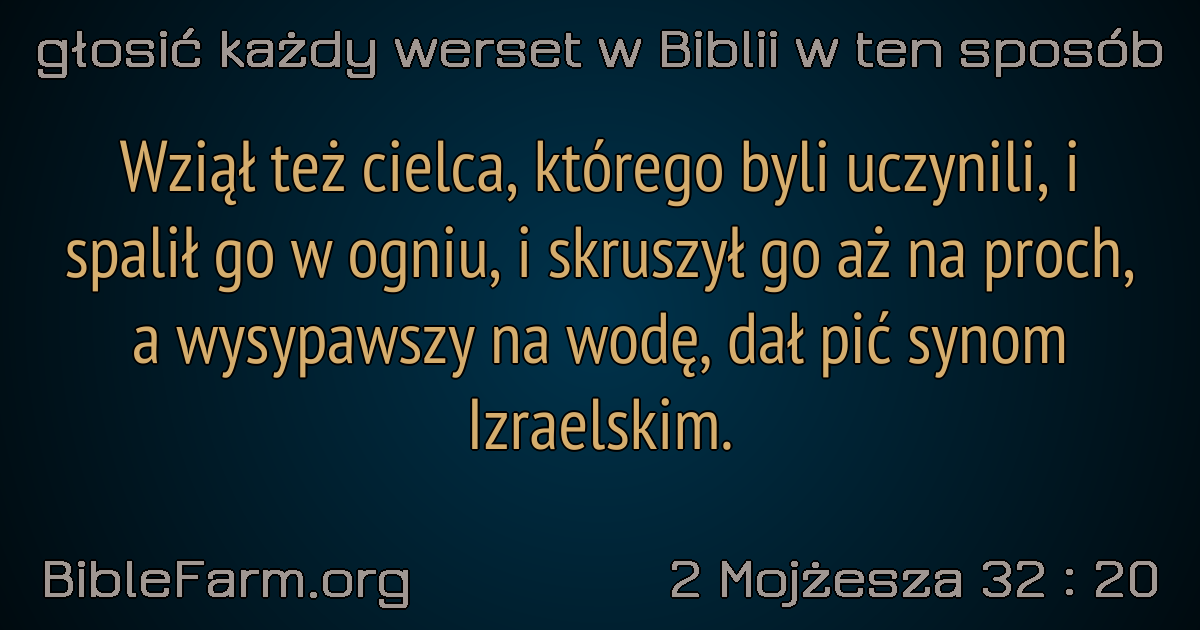 głosić każdy werset w Biblii w ten sposób
Wziął też cielca, którego byli uczynili, i
spalił go w ogniu, i skruszył go aż na proch,
a wysypawszy na wodę, dał pić synom
Izraelskim.
BibleFarm.org
2 Mojżesza 32 : 20